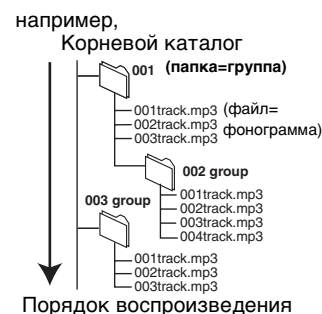 например,
Корневой каталог
001 (папка=группа)
001track.mp3 (файл=
002track.mp3 фонограмма)
003track.mp3
002 group
001track.mp3
002track.mp3
003track.mp3
004track.mp3
003 group
001track.mp3
002track.mp3
003track.mp3
Порядок воспроизведения